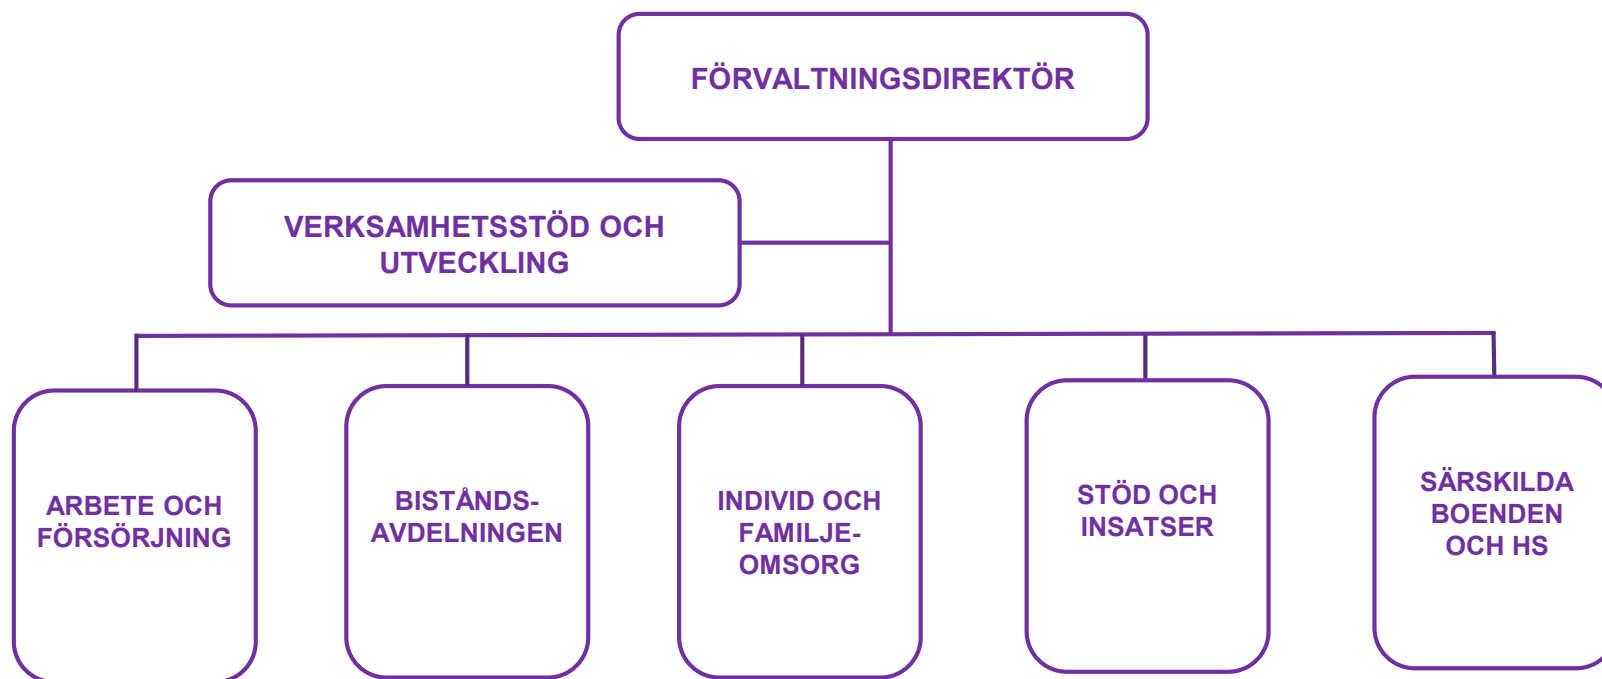 FÖRVALTNINGSDIREKTÖR
VERKSAMHETSSTÖD OCH
UTVECKLING
ARBETE OCH
FÖRSÖRJNING
BISTÅNDS-
AVDELNINGEN
INDIVID OCH
FAMILJE-
OMSORG
STÖD OCH
INSATSER
SÄRSKILDA
BOENDEN
OCH HS